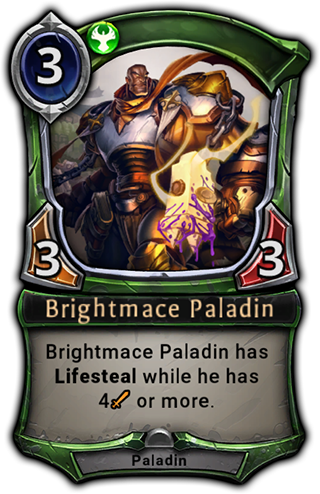 3
3
3
Brightmace Paladin
Brightmace Paladin has
Lifesteal while he has
4 or more.
Paladin